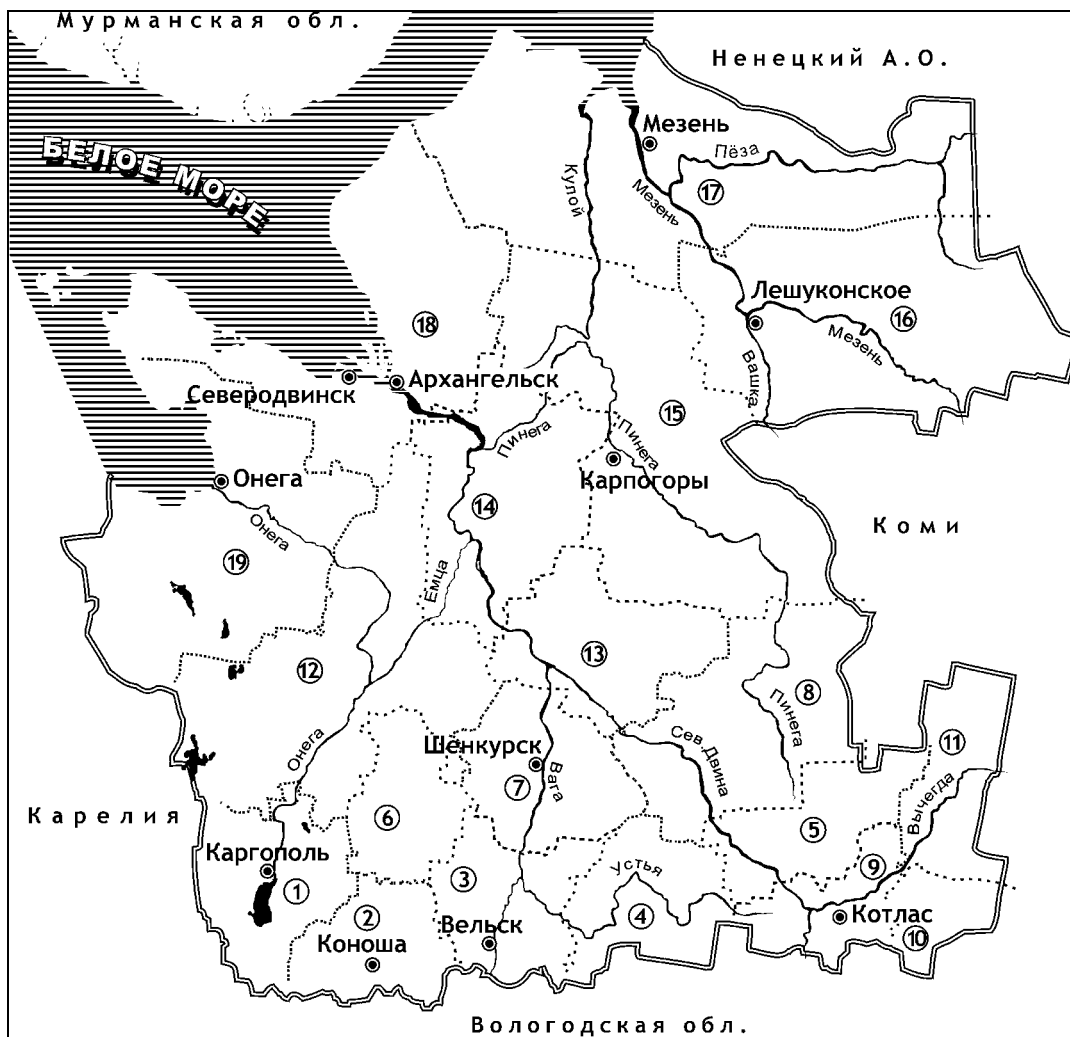 Мурманская обл.
Ненецкий А.О.
БЕЛОЕ МОРЕ
Мезень
Пёза
Кулой
Мезень
17
Лешуконское
16
Мезень
Вашка
18
Северодвинск
Архангельск
15
Пинега
Пинега
Карпогоры
Онега
Онега
14
Коми
19
Емца
12
13
8
Пинега
Онега
Шенкурск
7
Вага
Сев.Двина
11
Вычегда
Карелия
6
5
Каргополь
1
3
Устья
9
2
4
Котлас
10
Коноша
Вельск
Вологодская обл.